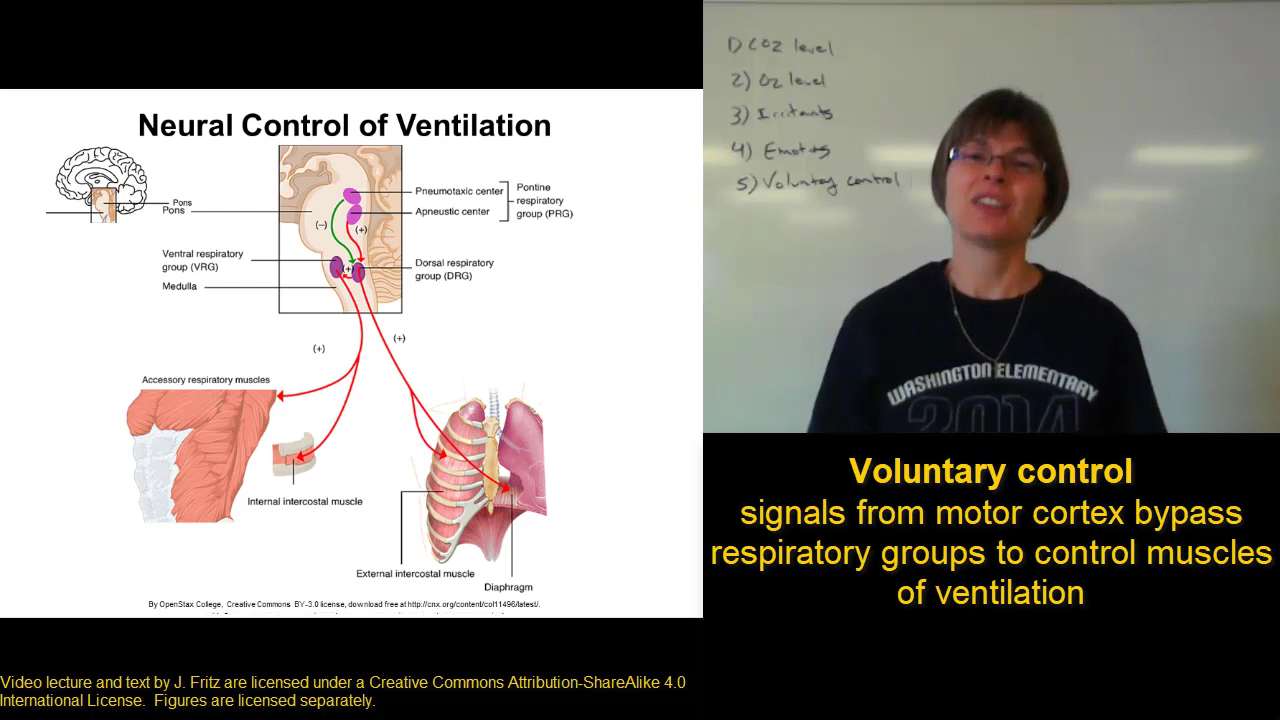 Neural Control of Ventilation
Pons
Pons
Pneumotaxic center
Apneustic center
Pontine
respiratory
group (PRG)
(–)
(+)
Ventral respiratory
group (VRG)
(+)
Dorsal respiratory
group (DRG)
Medulla
(+)
(+)
Accessory respiratory muscles
Internal intercostal muscle
External intercostal muscle
Diaphragm
By OpenStax College, Creative Commons BY-3.0 license, download free at http://cnx.org/content/col11496/latest/.
1) CO2 level
2) O2 level
3) Irritants
4)
5) Voluntary control
WASHINGTON ELEMENTARY
2014
Voluntary control
signals from motor cortex bypass
respiratory groups to control muscles
of ventilation
Video lecture and text by J. Fritz are licensed under a Creative Commons Attribution-ShareAlike 4.0
International License. Figures are licensed separately.